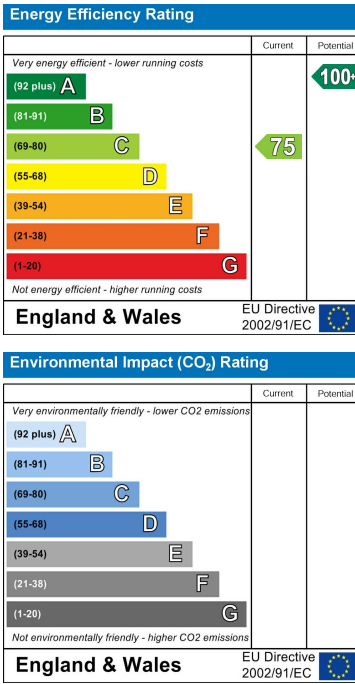 Energy Efficiency Rating
Current Potential
Very energy efficient - lower running costs
(92 plus) A
100+
(81-91) B
(69-80) C
75
(55-68) D
(39-54) E
(21-38) F
(1-20) G
Not energy efficient - higher running costs
England & Wales
EU Directive
2002/91/EC
Environmental Impact (CO₂) Rating
Current Potential
Very environmentally friendly - lower CO2 emissions
(92 plus) A
(81-91) B
(69-80) C
(55-68) D
(39-54) E
(21-38) F
(1-20) G
Not environmentally friendly - higher CO2 emissions
England & Wales
EU Directive
2002/91/EC